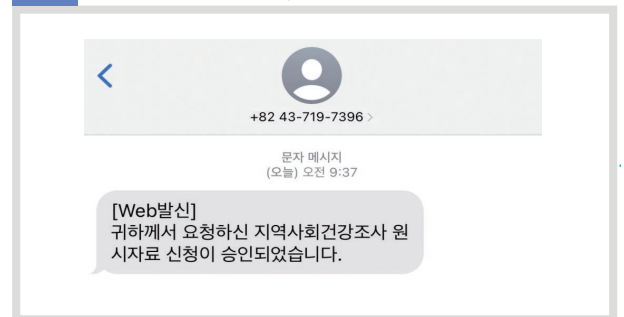 +82 43-719-7396 >
문자 메시지
(오늘) 오전 9:37
[Web발신]
귀하께서 요청하신 지역사회건강조사 원
시자료 신청이 승인되었습니다.